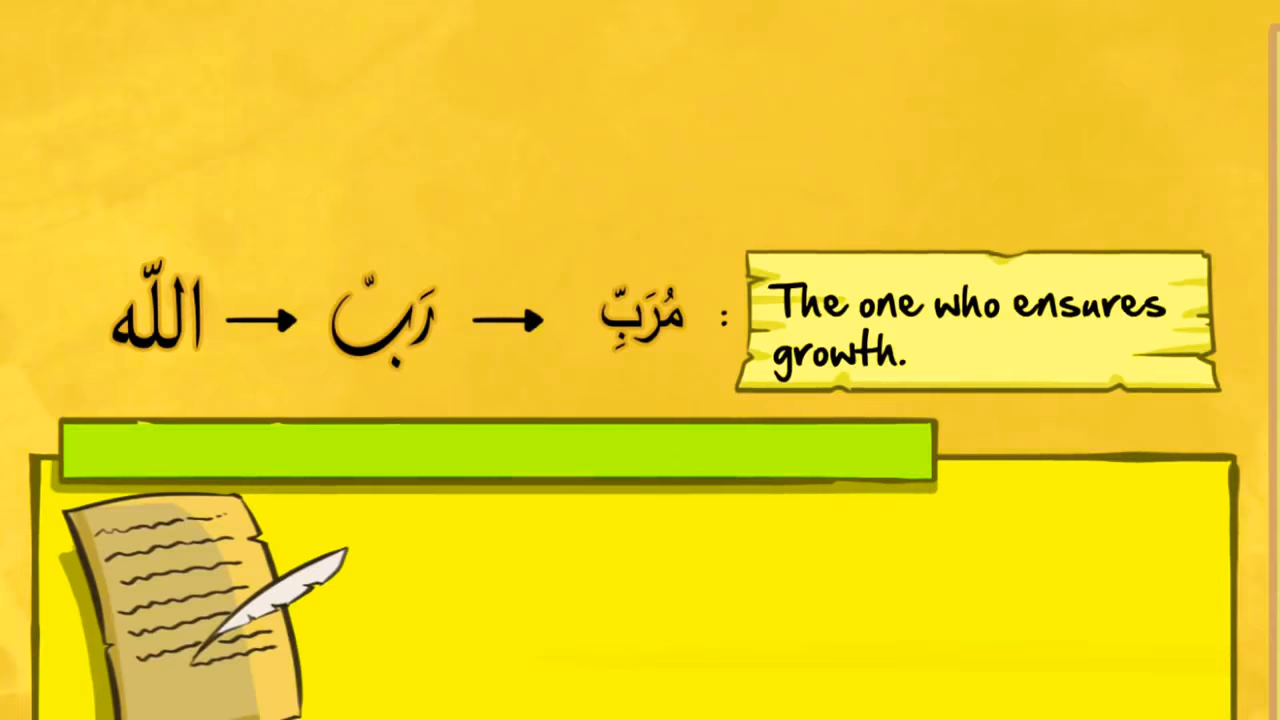 اللّه → رَبّ → مُرَبِّ : The one who ensures
growth.